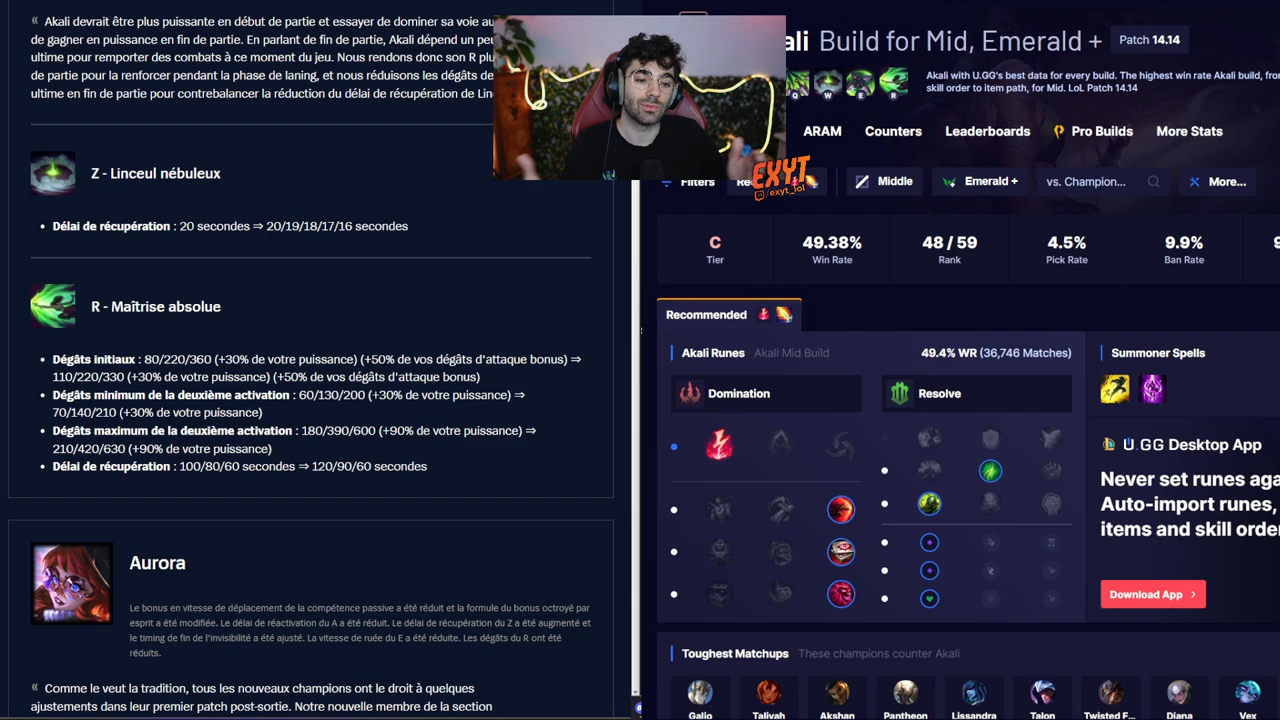 « Akali devrait être plus puissante en début de partie et essayer de dominer sa voie au
de gagner en puissance en fin de partie. En parlant de fin de partie, Akali dépend un peu
ultime pour remporter des combats à ce moment du jeu. Nous rendons donc son R plu
de partie pour la renforcer pendant la phase de laning, et nous réduisons les dégâts de
ultime en fin de partie pour contrebalancer la réduction du délai de récupération de Lin
Z - Linceul nébuleux
• Délai de récupération : 20 secondes ⇒ 20/19/18/17/16 secondes
R - Maîtrise absolue
• Dégâts initiaux : 80/220/360 (+30% de votre puissance) (+50% de vos dégâts d'attaque bonus) ⇒
110/220/330 (+30% de votre puissance) (+50% de vos dégâts d'attaque bonus)
• Dégâts minimum de la deuxième activation : 60/130/200 (+30% de votre puissance) ⇒
70/140/210 (+30% de votre puissance)
• Dégâts maximum de la deuxième activation : 180/390/600 (+90% de votre puissance) ⇒
210/420/630 (+90% de votre puissance)
• Délai de récupération : 100/80/60 secondes ⇒ 120/90/60 secondes
Aurora
Le bonus en vitesse de déplacement de la compétence passive a été réduit et la formule du bonus octroyé par
esprit a été modifiée. Le délai de réactivation du A a été réduit. Le délai de récupération du Z a été augmenté et
le timing de fin de l'invisibilité a été ajusté. La vitesse de ruée du E a été réduite. Les dégâts du R ont été
réduits.
« Comme le veut la tradition, tous les nouveaux champions ont le droit à quelques
ajustements dans leur premier patch post-sortie. Notre nouvelle membre de la section
EXYT
/exyt_lol
ali Build for Mid, Emerald +
Patch 14.14
Q W E R
Akali with U.GG's best data for every build. The highest win rate Akali build, from
skill order to item path, for Mid. LoL Patch 14.14
ARAM Counters Leaderboards Pro Builds More Stats
Filters Middle Emerald + vs. Champion... More...
C 49.38% 48 / 59 4.5% 9.9%
Tier Win Rate Rank Pick Rate Ban Rate
Recommended
Akali Runes Akali Mid Build 49.4% WR (36,746 Matches)
Domination Resolve
Summoner Spells
U.GG Desktop App
Never set runes aga
Auto-import runes,
items and skill order
Download App
Toughest Matchups These champions counter Akali
Galio Taliyah Akshan Pantheon Lissandra Talon Twisted F... Diana Vex